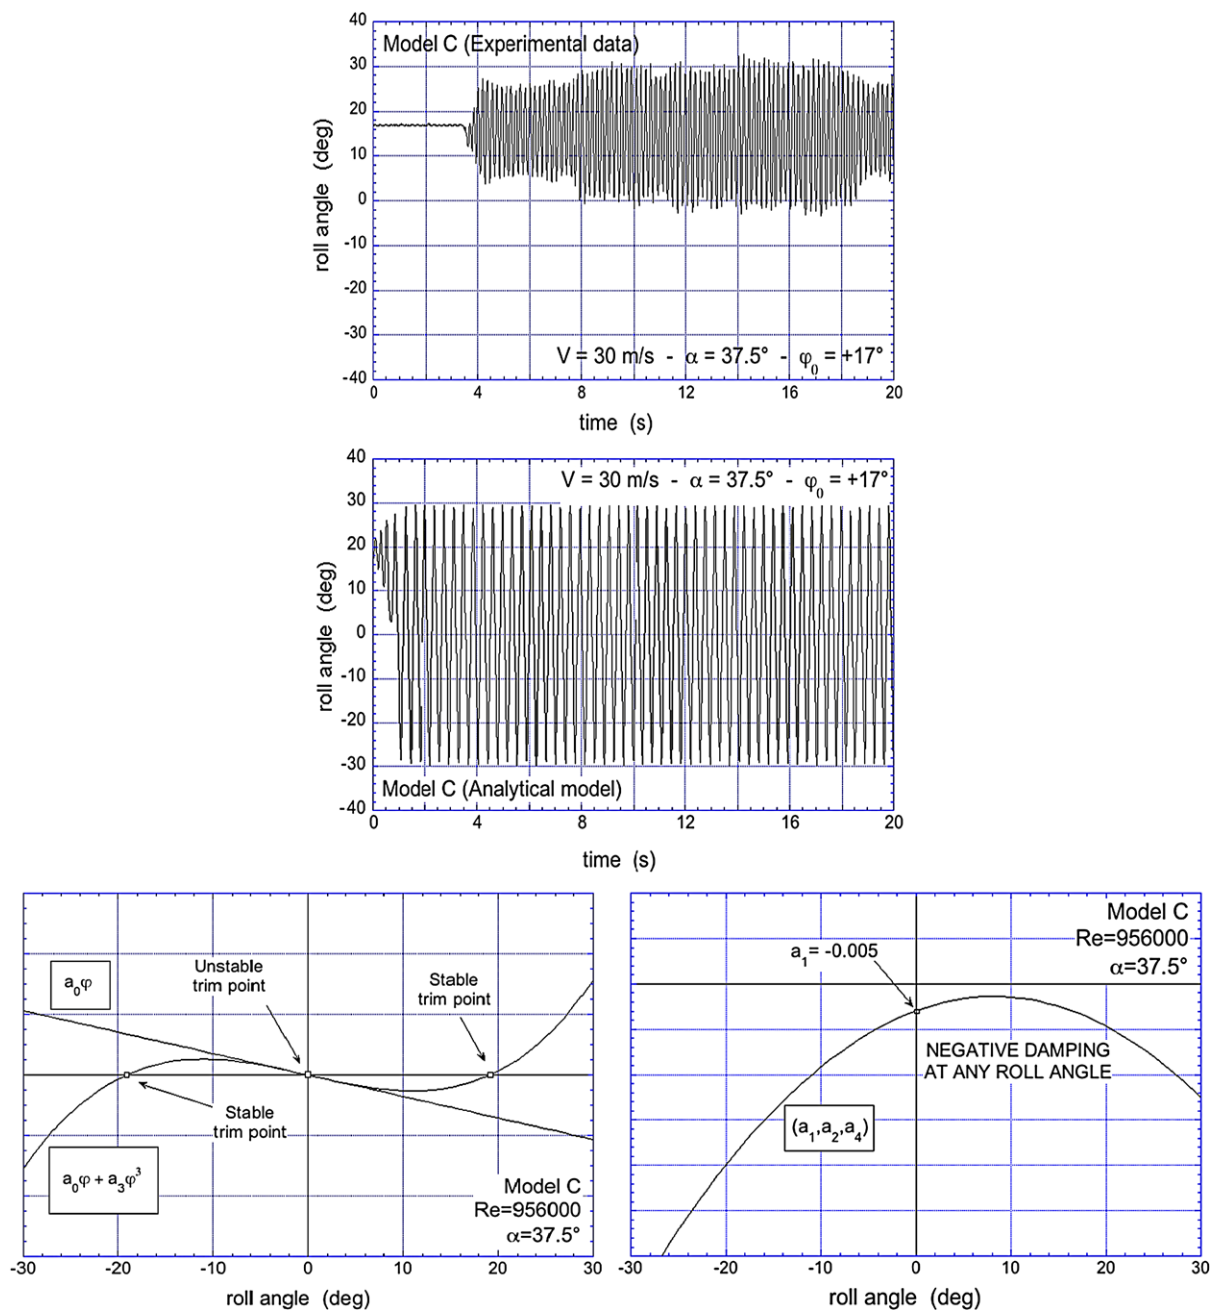 Model C (Experimental data)
40
30
20
10
0
-10
-20
-30
-40
roll angle (deg)
V = 30 m/s - α = 37.5° - φ₀ = +17°
0 4 8 12 16 20
time (s)
40
30
20
10
0
-10
-20
-30
-40
roll angle (deg)
V = 30 m/s - α = 37.5° - φ₀ = +17°
Model C (Analytical model)
0 4 8 12 16 20
time (s)
a₀φ
Unstable
trim point
Stable
trim point
Stable
trim point
a₀φ + a₃φ³
Model C
Re=956000
α=37.5°
-30 -20 -10 0 10 20 30
roll angle (deg)
Model C
Re=956000
α=37.5°
a₁= -0.005
NEGATIVE DAMPING
AT ANY ROLL ANGLE
(a₁,a₂,a₄)
-30 -20 -10 0 10 20 30
roll angle (deg)